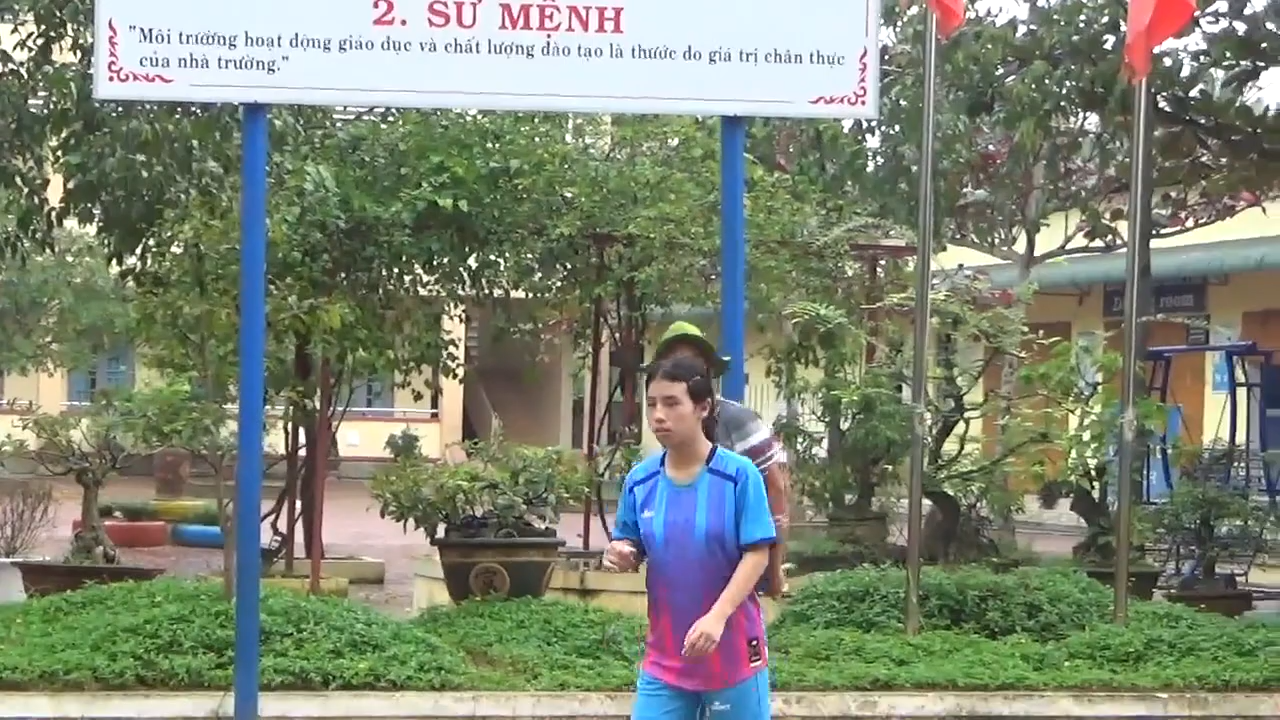 2. SỨ MỆNH
"Môi trường hoạt động giáo dục và chất lượng đào tạo là thước đo giá trị chân thực
của nhà trường."
room